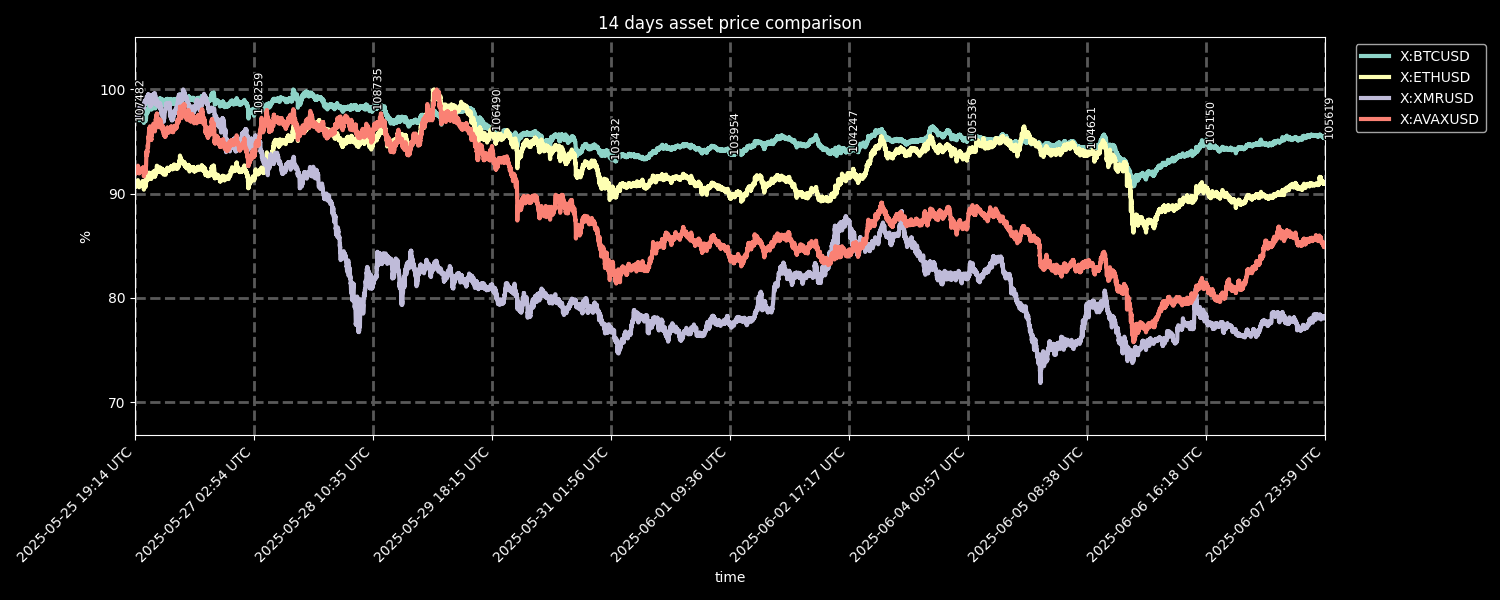 14 days asset price comparison
X:BTCUSD
X:ETHUSD
X:XMRUSD
X:AVAXUSD
%
100
90
80
70
107482
108259
108735
106490
103432
103954
104247
105536
104621
105150
105619
2025-05-25 19:14 UTC
2025-05-27 02:54 UTC
2025-05-28 10:35 UTC
2025-05-29 18:15 UTC
2025-05-31 01:56 UTC
2025-06-01 09:36 UTC
2025-06-02 17:17 UTC
2025-06-04 00:57 UTC
2025-06-05 08:38 UTC
2025-06-06 16:18 UTC
2025-06-07 23:59 UTC
time